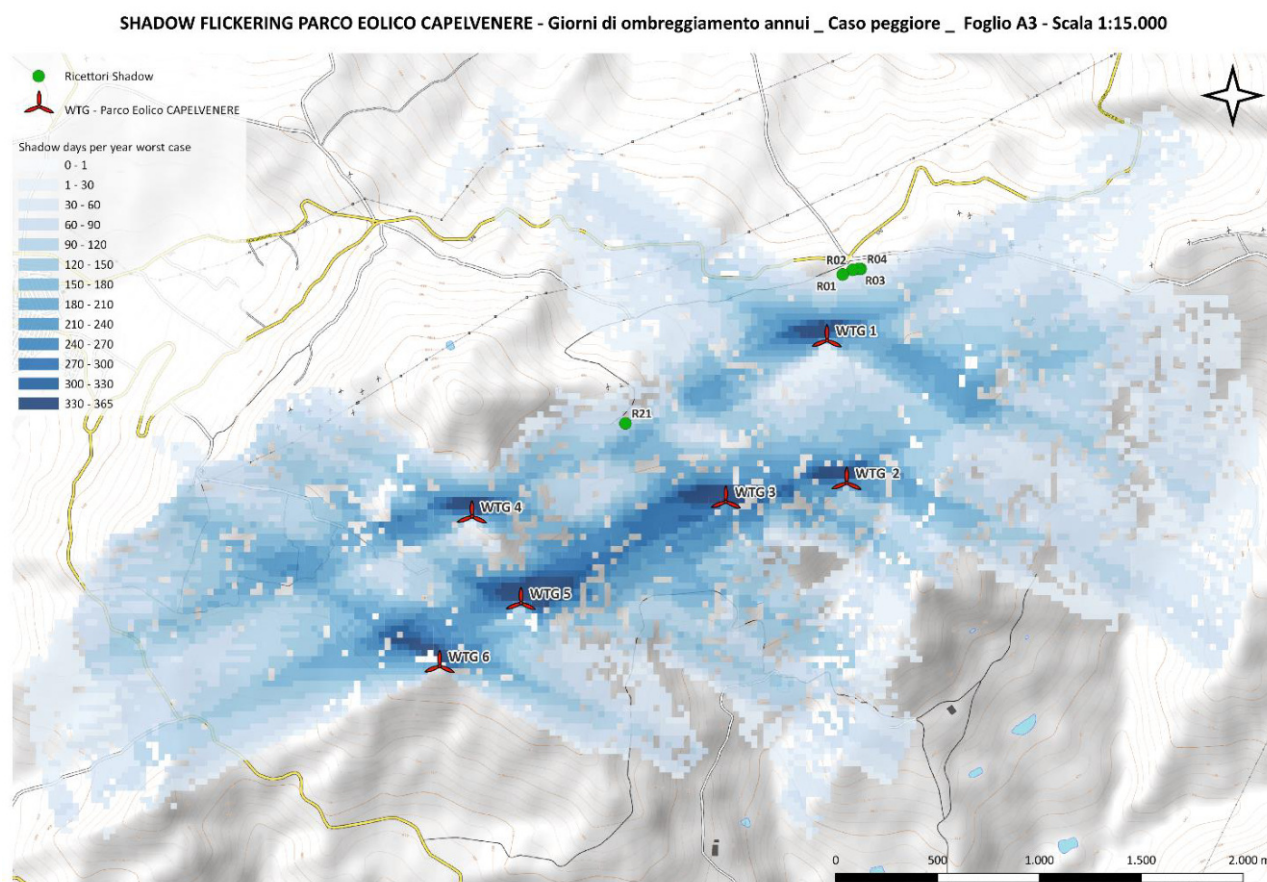 SHADOW FLICKERING PARCO EOLICO CAPELVENERE - Giorni di ombreggiamento annui _ Caso peggiore _ Foglio A3 - Scala 1:15.000
Ricettori Shadow
WTG - Parco Eolico CAPELVENERE
Shadow days per year worst case
0 - 1
1 - 30
30 - 60
60 - 90
90 - 120
120 - 150
150 - 180
180 - 210
210 - 240
240 - 270
270 - 300
300 - 330
330 - 365
R02
R04
R01
R03
WTG 1
R21
WTG 2
WTG 3
WTG 4
WTG 5
WTG 6
0
500
1.000
1.500
2.000 m